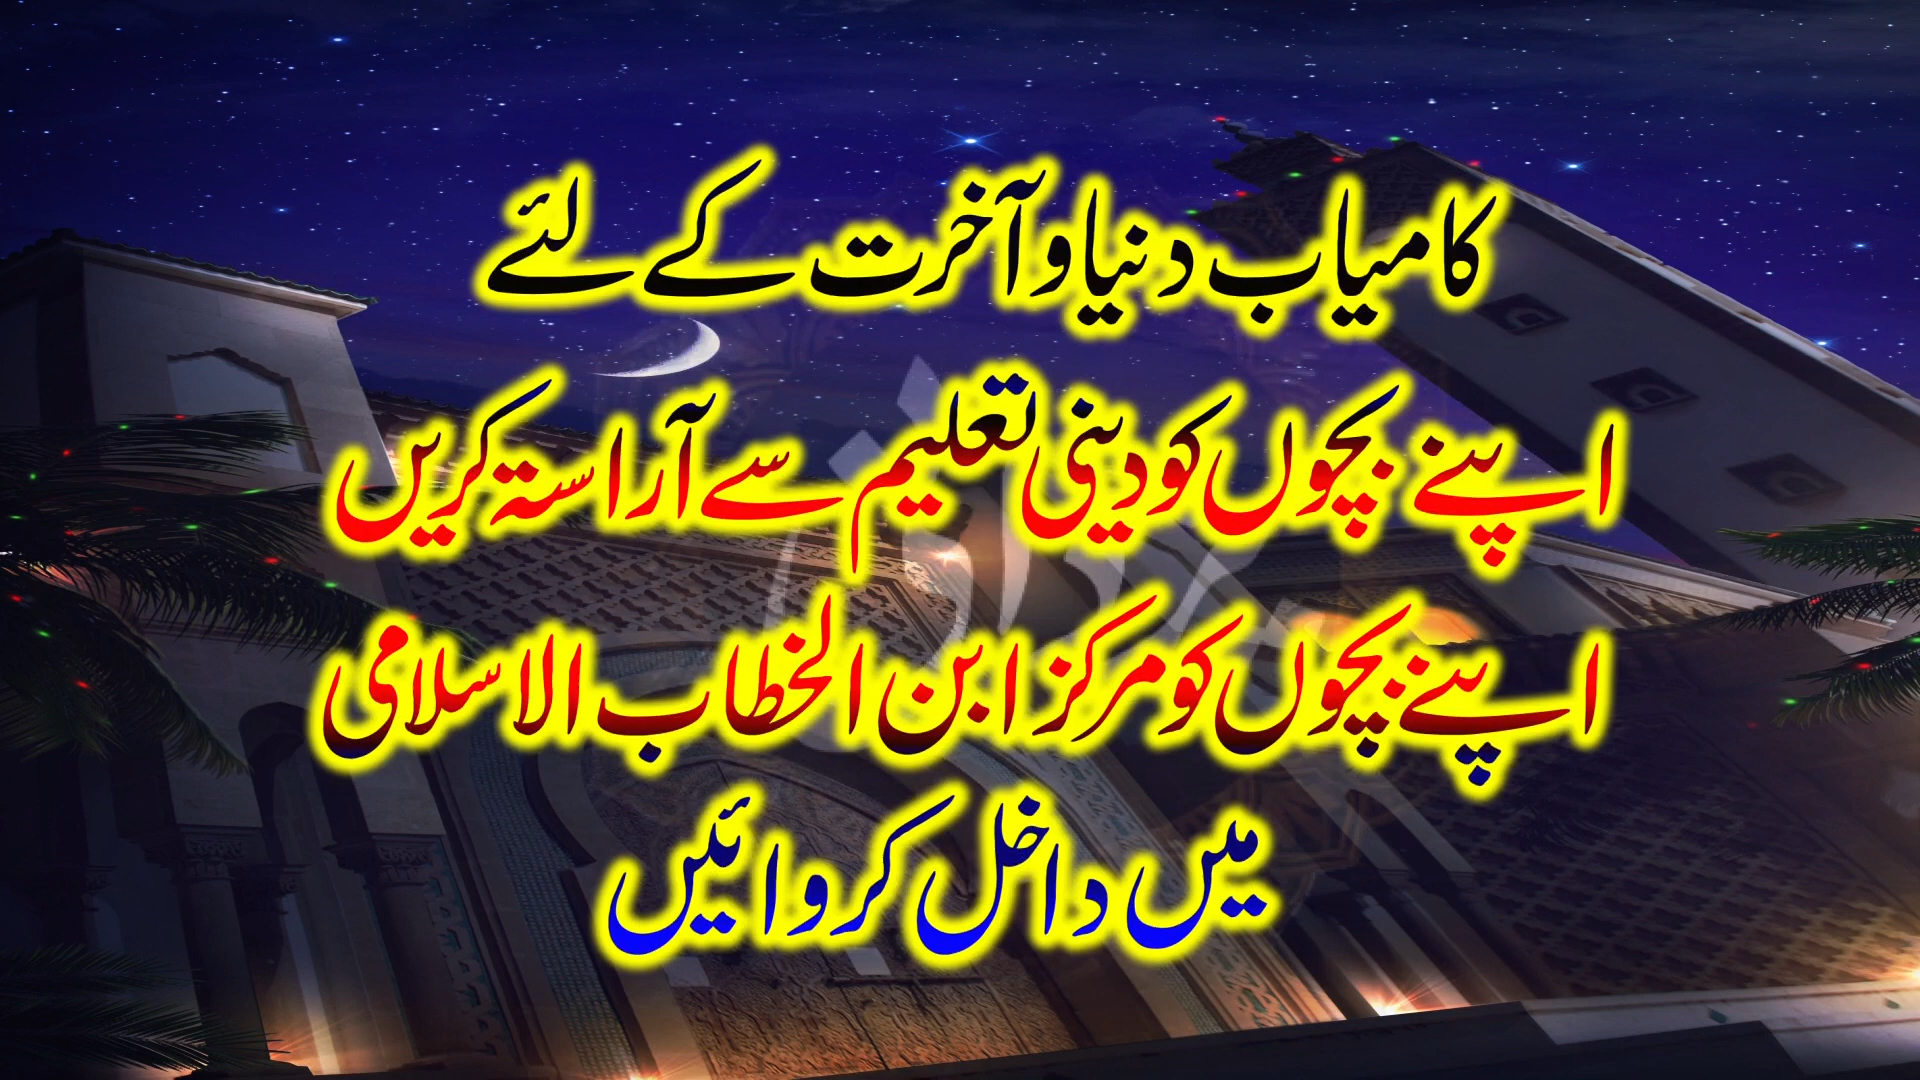 کامیاب دنیا و آخرت کے لئے
اپنے بچوں کو دینی تعلیم سے آراستۃ کریں
اپنے بچوں کو مرکز ابن الخطاب الاسلامی
میں داخل کروائیں